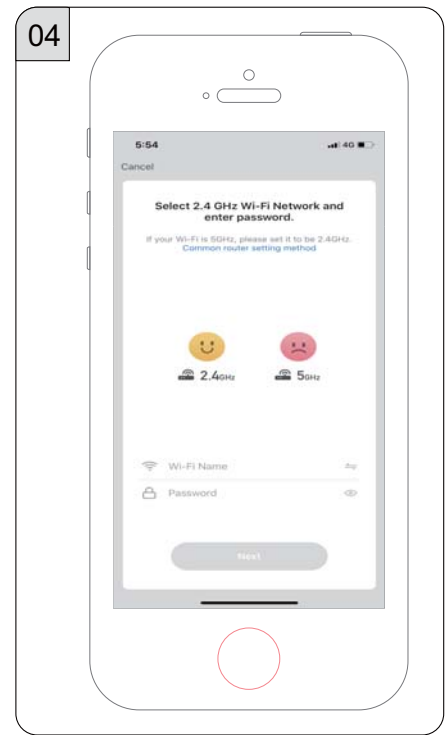 04
5:54 4G
Cancel
Select 2.4 GHz Wi-Fi Network and
enter password.
If your Wi-Fi is 5GHz, please set it to be 2.4GHz.
Common router setting method
2.4GHz 5GHz
Wi-Fi Name
Password
Next